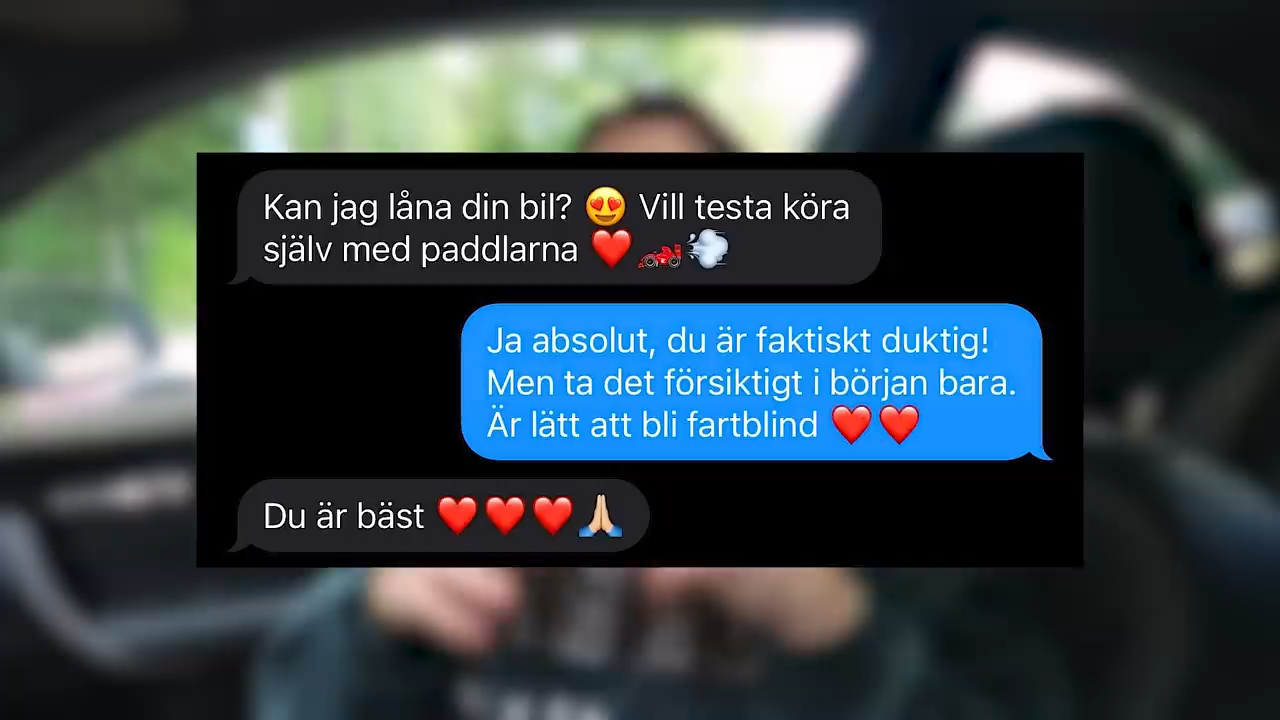 Kan jag låna din bil? 😍 Vill testa köra
själv med paddlarna ❤️🏎️💨
Ja absolut, du är faktiskt duktig!
Men ta det försiktigt i början bara.
Är lätt att bli fartblind ❤️❤️
Du är bäst ❤️❤️❤️🙏🏼